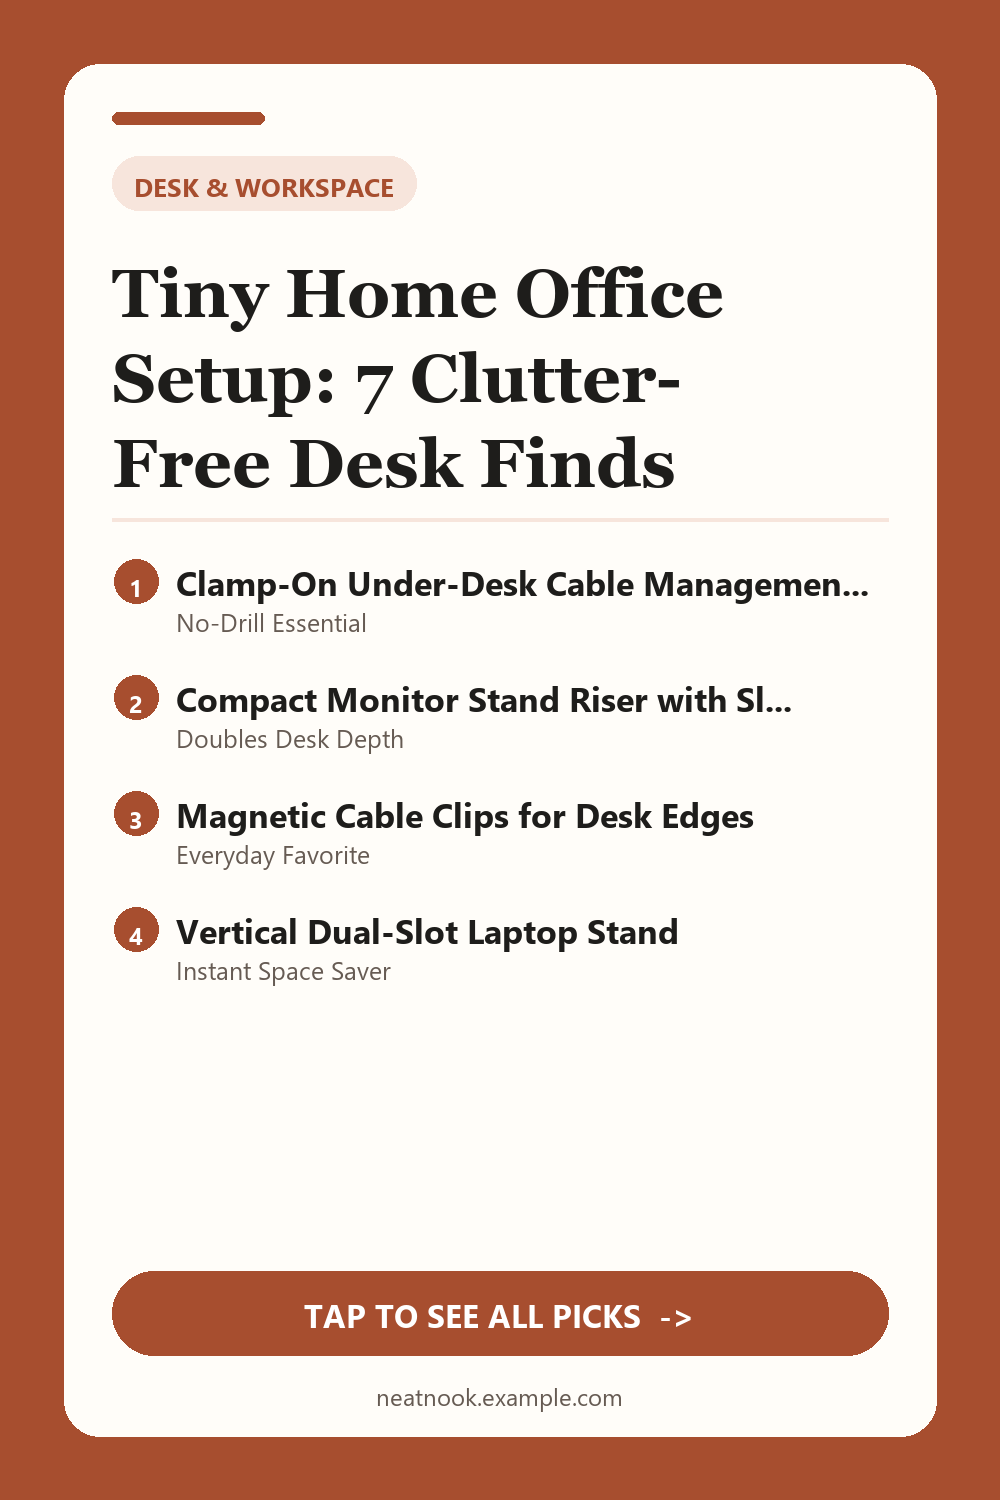 DESK & WORKSPACE
Tiny Home Office
Setup: 7 Clutter-
Free Desk Finds
1 Clamp-On Under-Desk Cable Managemen...
No-Drill Essential
2 Compact Monitor Stand Riser with Sl...
Doubles Desk Depth
3 Magnetic Cable Clips for Desk Edges
Everyday Favorite
4 Vertical Dual-Slot Laptop Stand
Instant Space Saver
TAP TO SEE ALL PICKS ->
neatnook.example.com